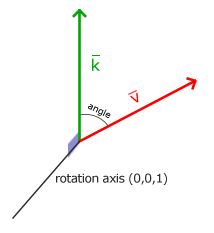 k̅
v̅
angle
rotation axis (0,0,1)